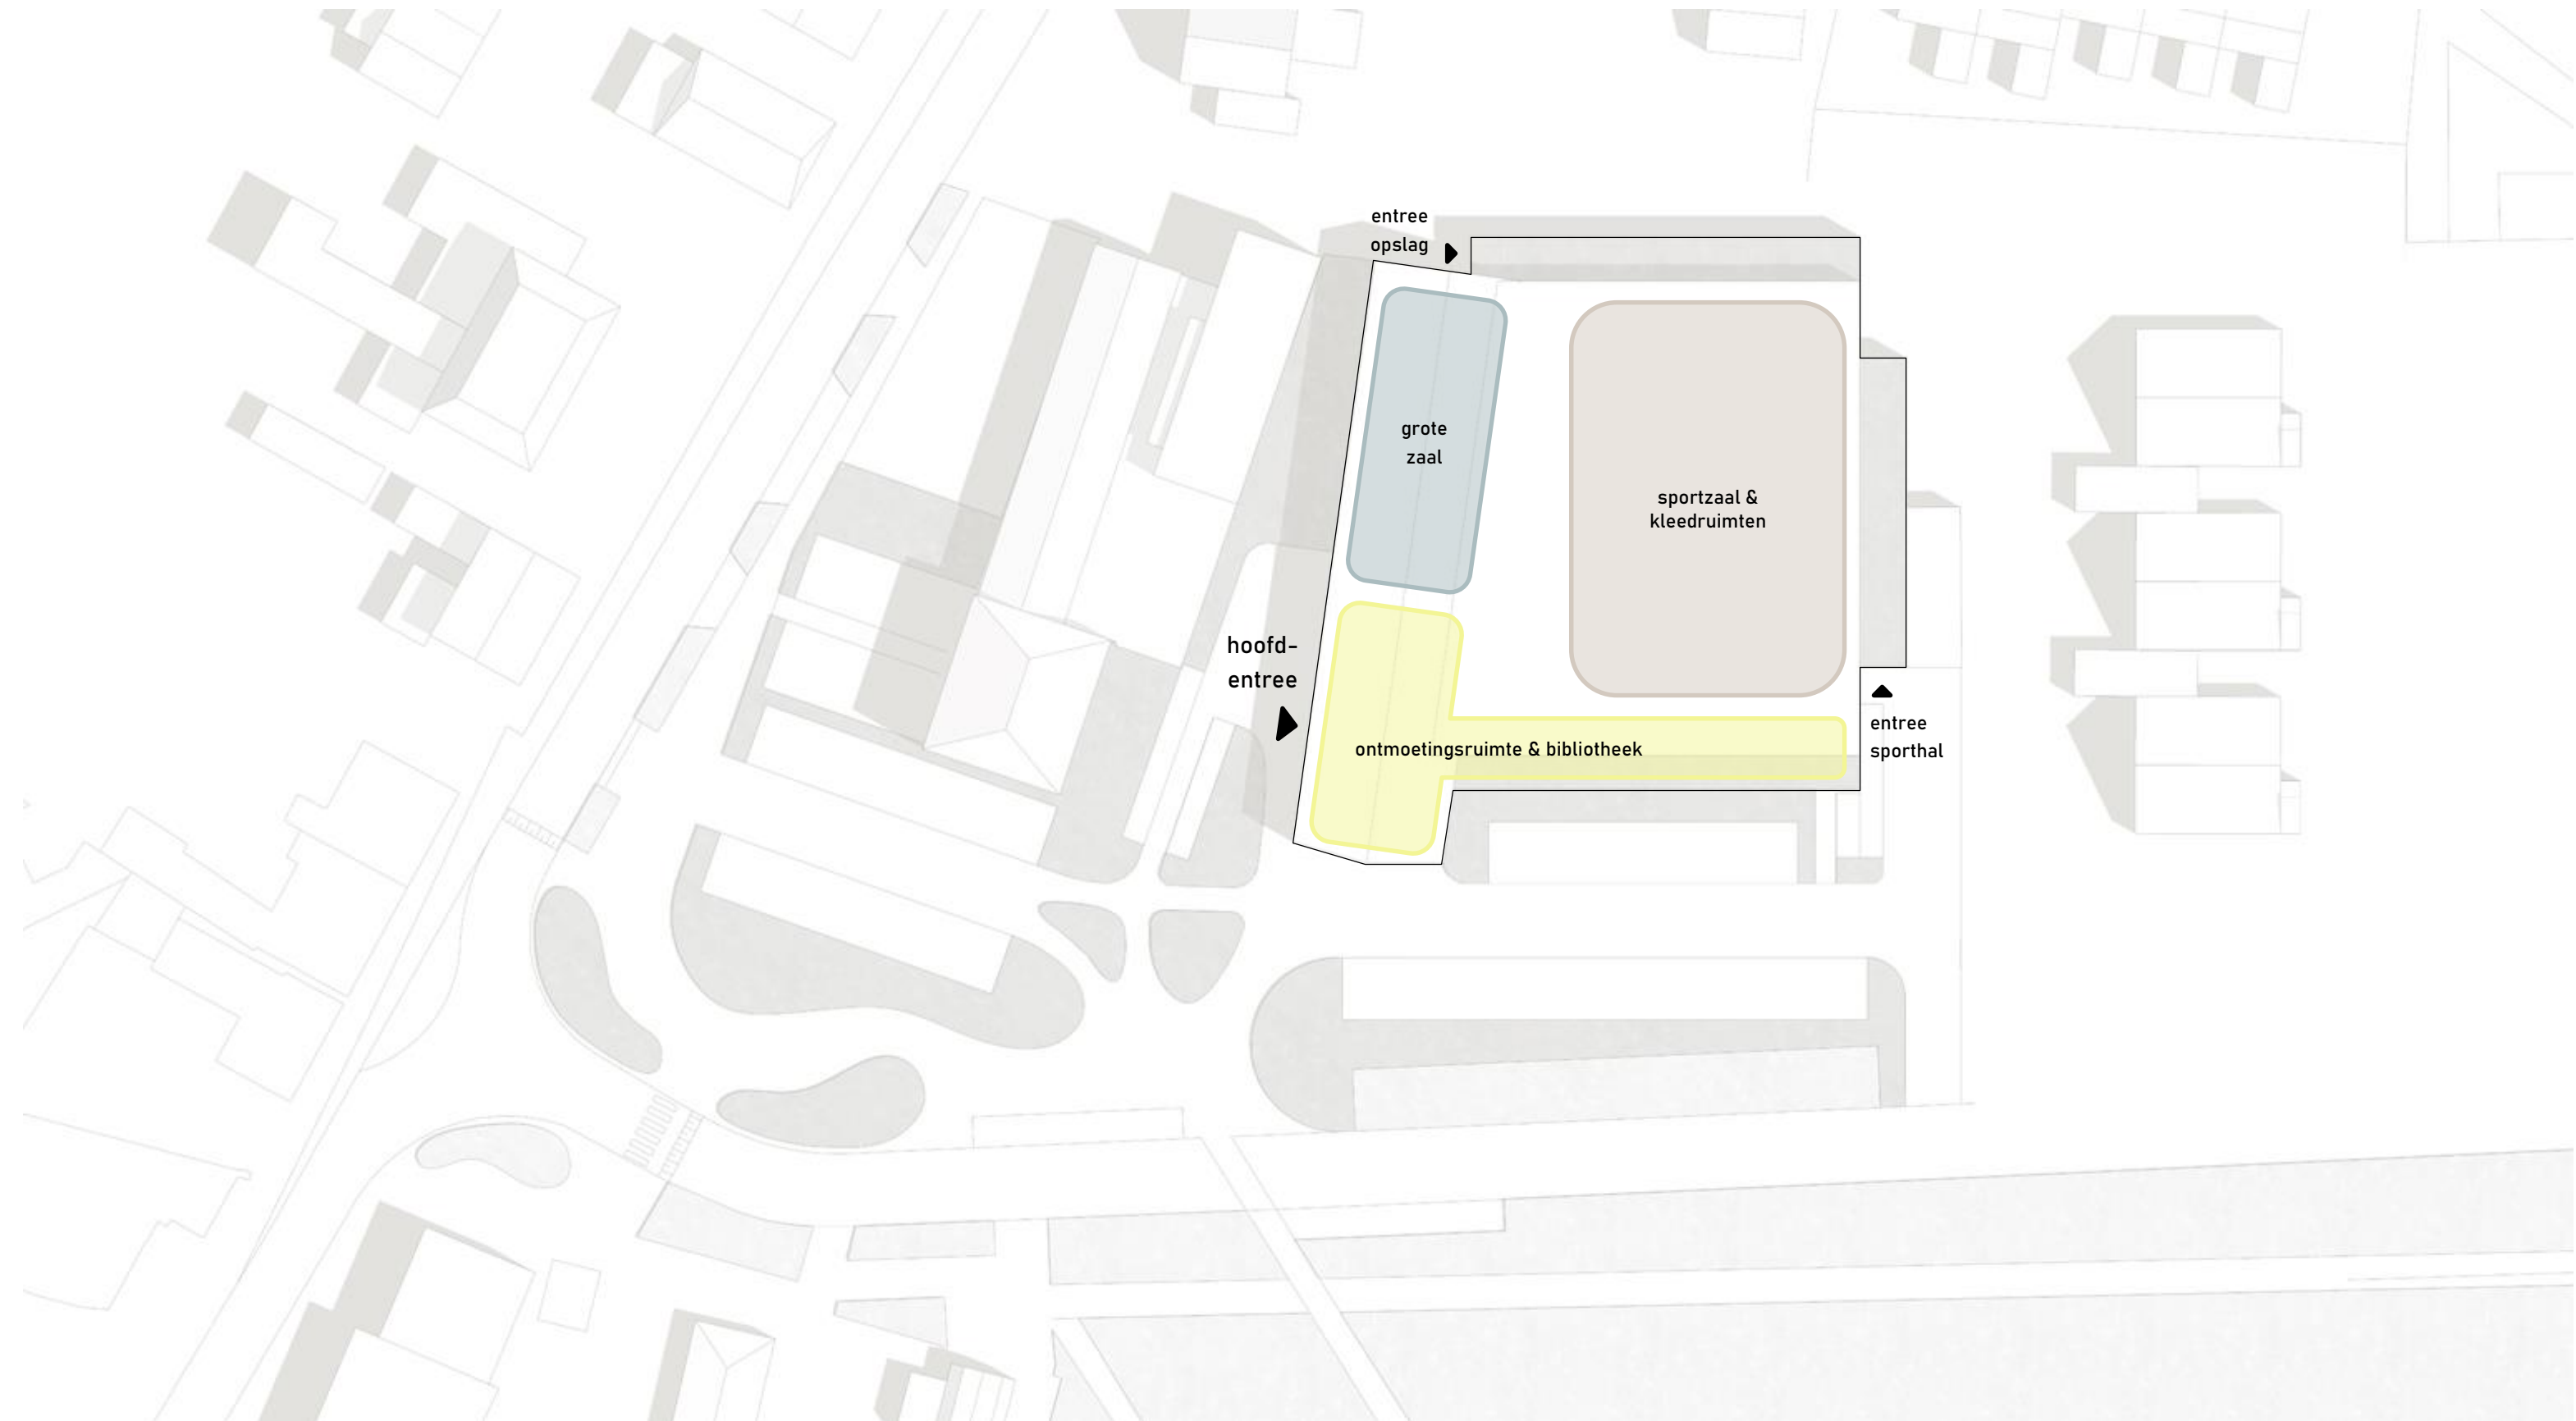 entree
opslag
grote
zaal
sportzaal &
kleedruimten
hoofd-
entree
ontmoetingsruimte & bibliotheek
entree
sporthal